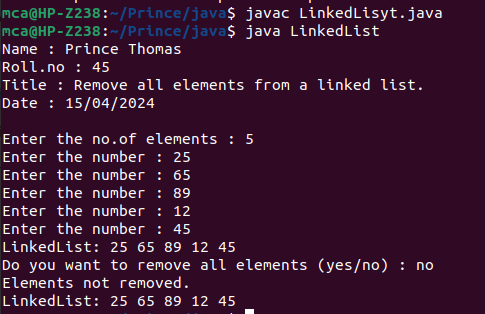 mca@HP-Z238:~/Prince/java$ javac LinkedLisyt.java
mca@HP-Z238:~/Prince/java$ java LinkedList
Name : Prince Thomas
Roll.no : 45
Title : Remove all elements from a linked list.
Date : 15/04/2024
Enter the no.of elements : 5
Enter the number : 25
Enter the number : 65
Enter the number : 89
Enter the number : 12
Enter the number : 45
LinkedList: 25 65 89 12 45
Do you want to remove all elements (yes/no) : no
Elements not removed.
LinkedList: 25 65 89 12 45